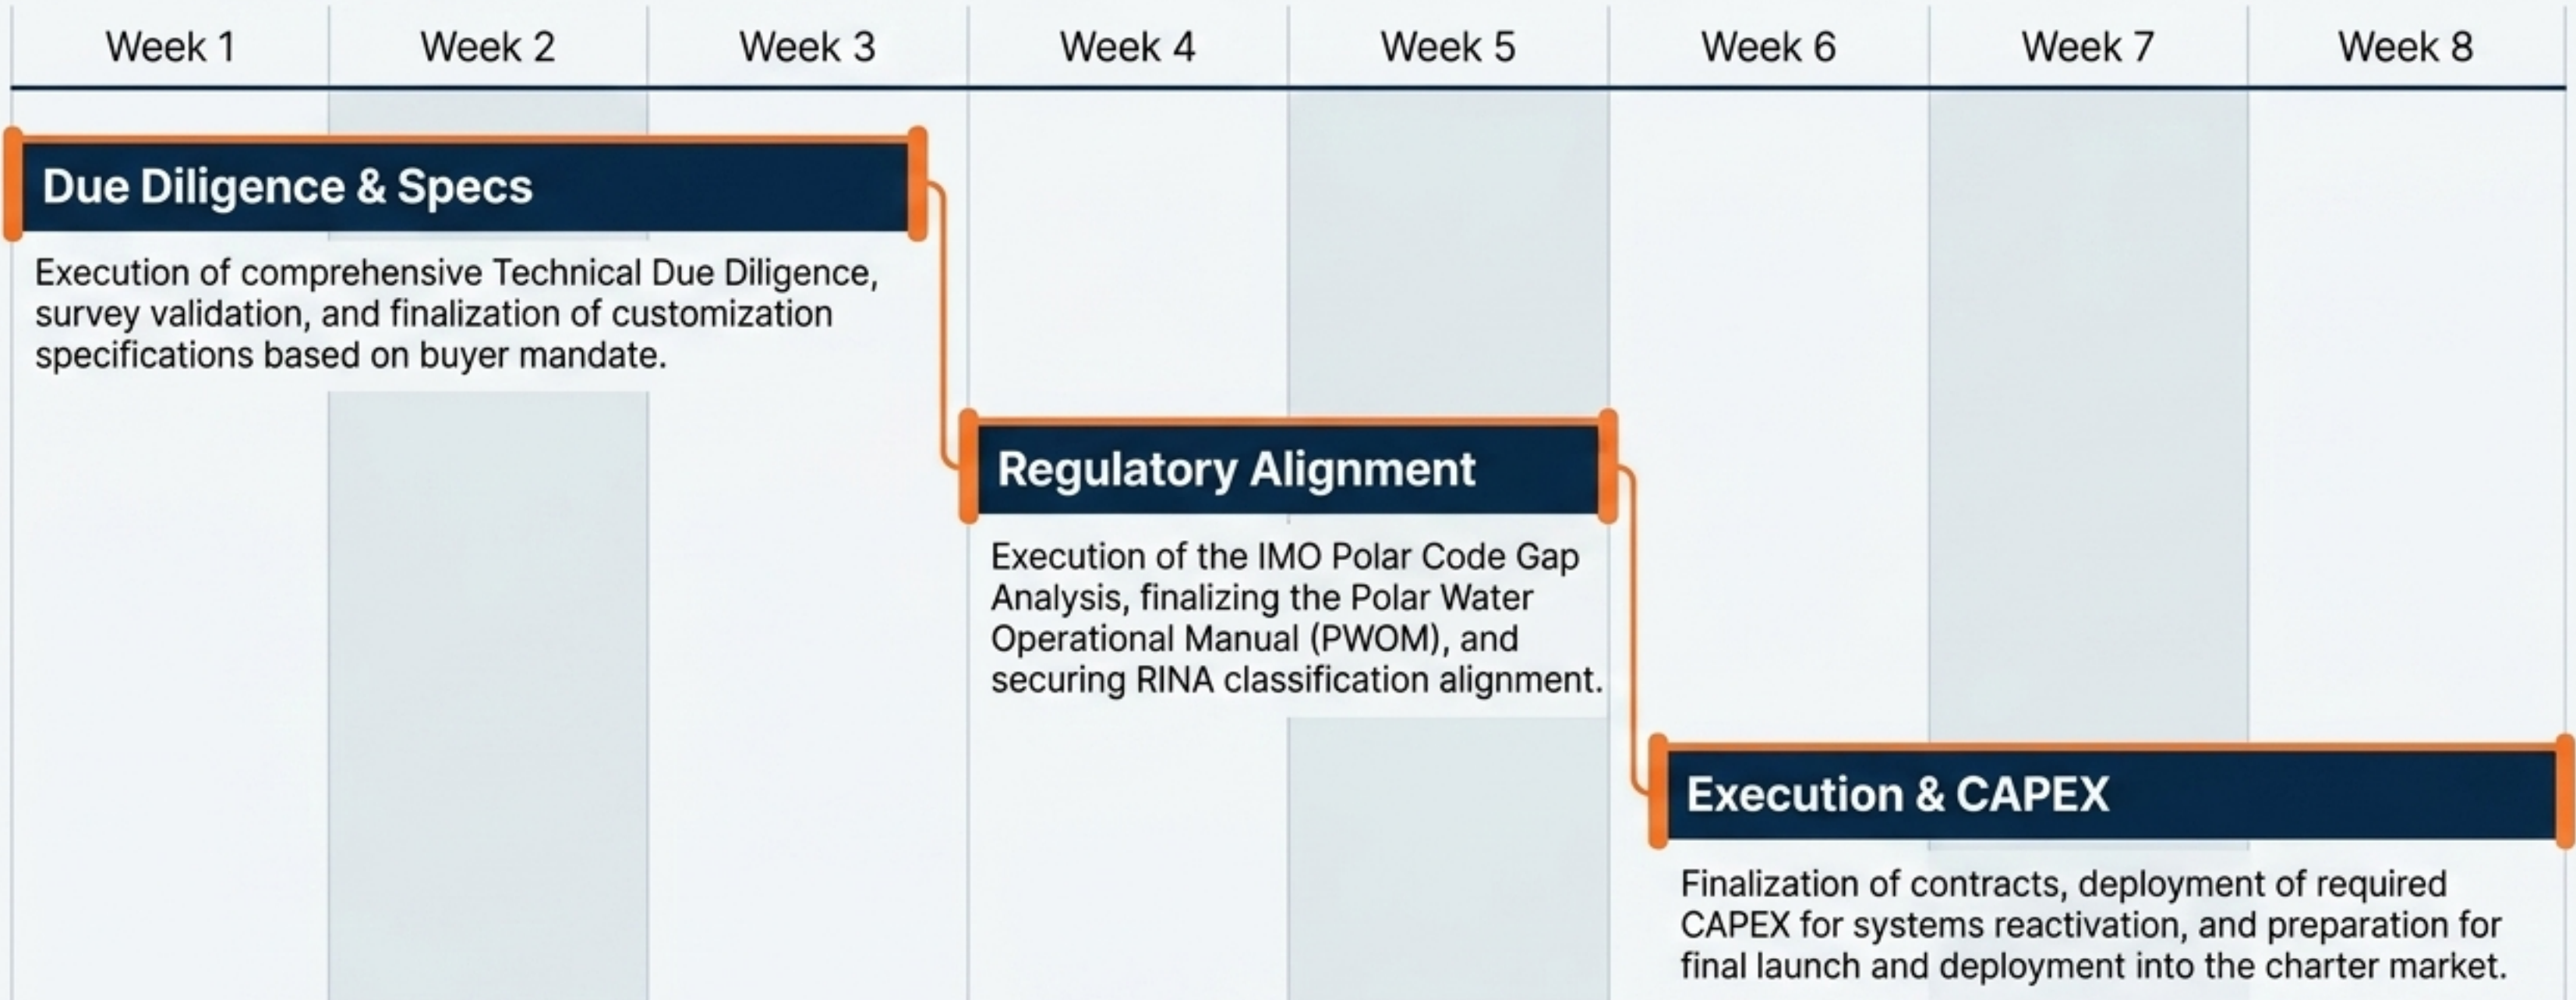 Week 1
Week 2
Week 3
Week 4
Week 5
Week 6
Week 7
Week 8
Due Diligence & Specs
Execution of comprehensive Technical Due Diligence,
survey validation, and finalization of customization
specifications based on buyer mandate.
Regulatory Alignment
Execution of the IMO Polar Code Gap
Analysis, finalizing the Polar Water
Operational Manual (PWOM), and
securing RINA classification alignment.
Execution & CAPEX
Finalization of contracts, deployment of required
CAPEX for systems reactivation, and preparation for
final launch and deployment into the charter market.